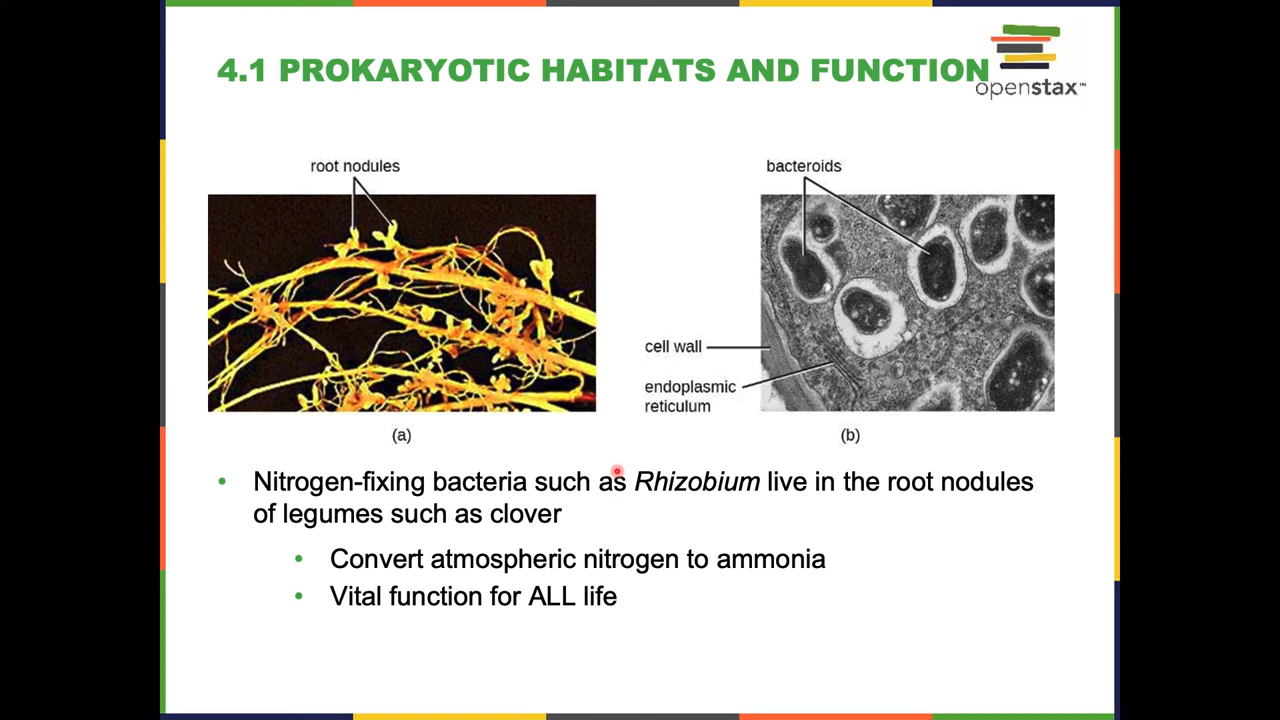 4.1 PROKARYOTIC HABITATS AND FUNCTION
openstax™
root nodules
bacteroids
cell wall
endoplasmic
reticulum
(a)
(b)
• Nitrogen-fixing bacteria such as Rhizobium live in the root nodules
of legumes such as clover
• Convert atmospheric nitrogen to ammonia
• Vital function for ALL life